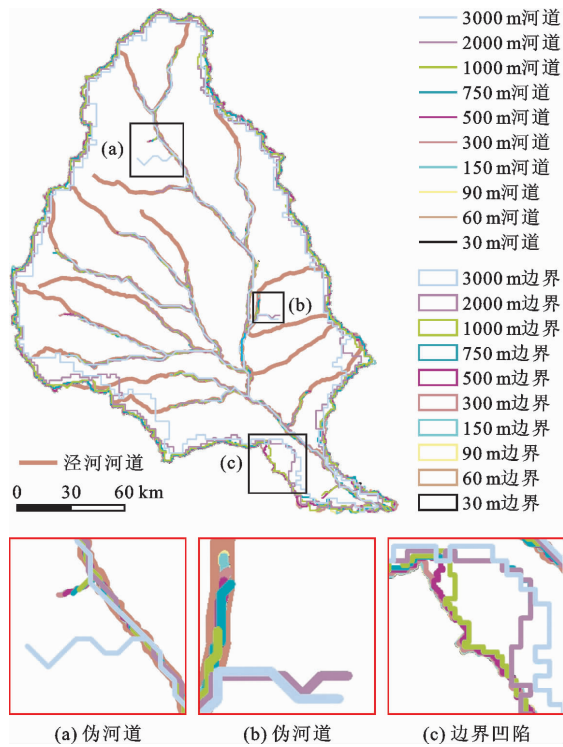 3000 m河道
2000 m河道
1000 m河道
750 m河道
500 m河道
300 m河道
150 m河道
90 m河道
60 m河道
30 m河道
3000 m边界
2000 m边界
1000 m边界
750 m边界
500 m边界
300 m边界
150 m边界
90 m边界
60 m边界
30 m边界
(a)
(b)
(c)
泾河河道
0 30 60 km
(a) 伪河道
(b) 伪河道
(c) 边界凹陷